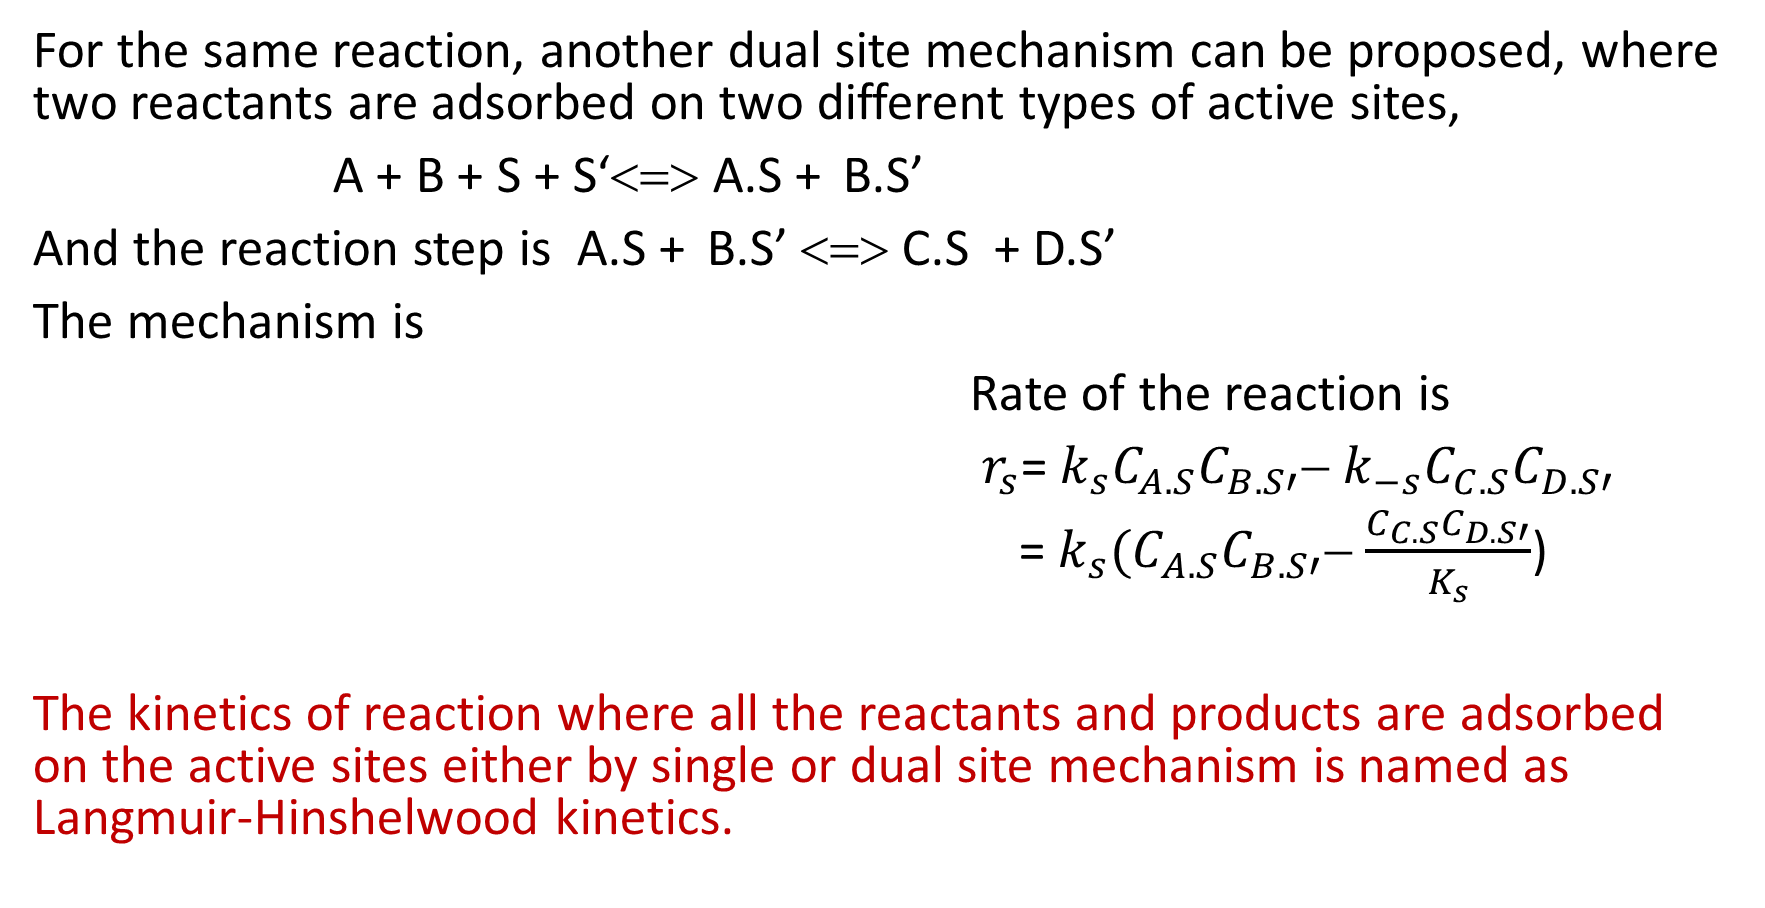 For the same reaction, another dual site mechanism can be proposed, where
two reactants are adsorbed on two different types of active sites,
A + B + S + S‘<=> A.S + B.S’
And the reaction step is A.S + B.S’ <=> C.S + D.S’
The mechanism is
Rate of the reaction is
r_s= k_s C_{A.S} C_{B.S′} − k_{−s} C_{C.S} C_{D.S′}
= k_s (C_{A.S} C_{B.S′} − \frac{C_{C.S} C_{D.S′}}{K_s})
The kinetics of reaction where all the reactants and products are adsorbed
on the active sites either by single or dual site mechanism is named as
Langmuir-Hinshelwood kinetics.